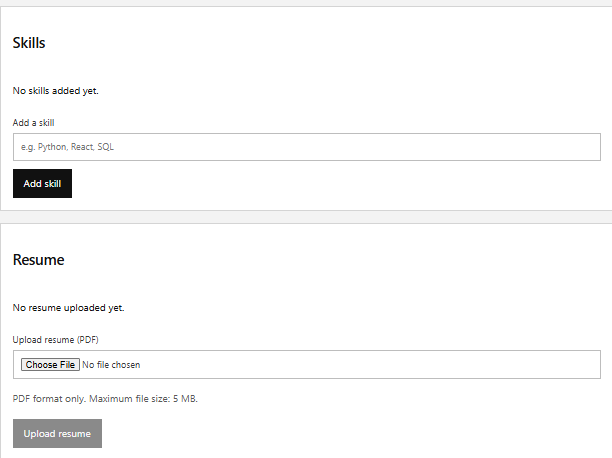 Skills
No skills added yet.
Add a skill
e.g. Python, React, SQL
Add skill
Resume
No resume uploaded yet.
Upload resume (PDF)
Choose File No file chosen
PDF format only. Maximum file size: 5 MB.
Upload resume